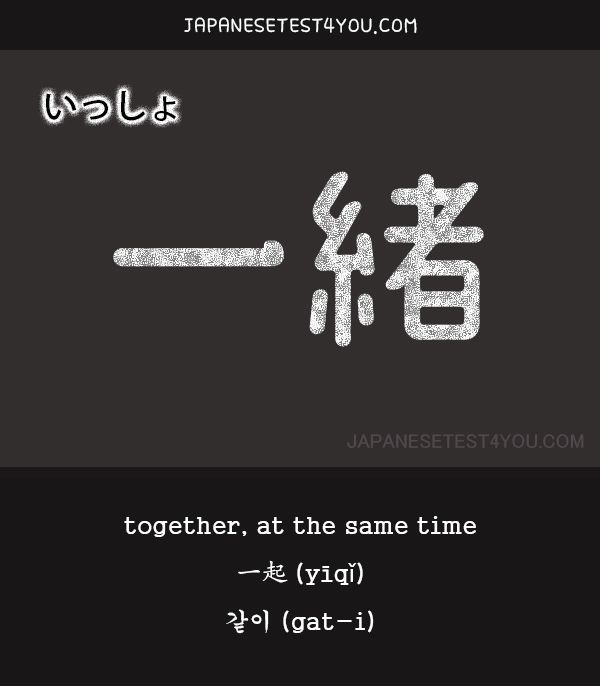 JAPANESETEST4YOU.COM
いっしょ
一緒
JAPANESETEST4YOU.COM
together, at the same time
一起 (yīqǐ)
같이 (gat-i)